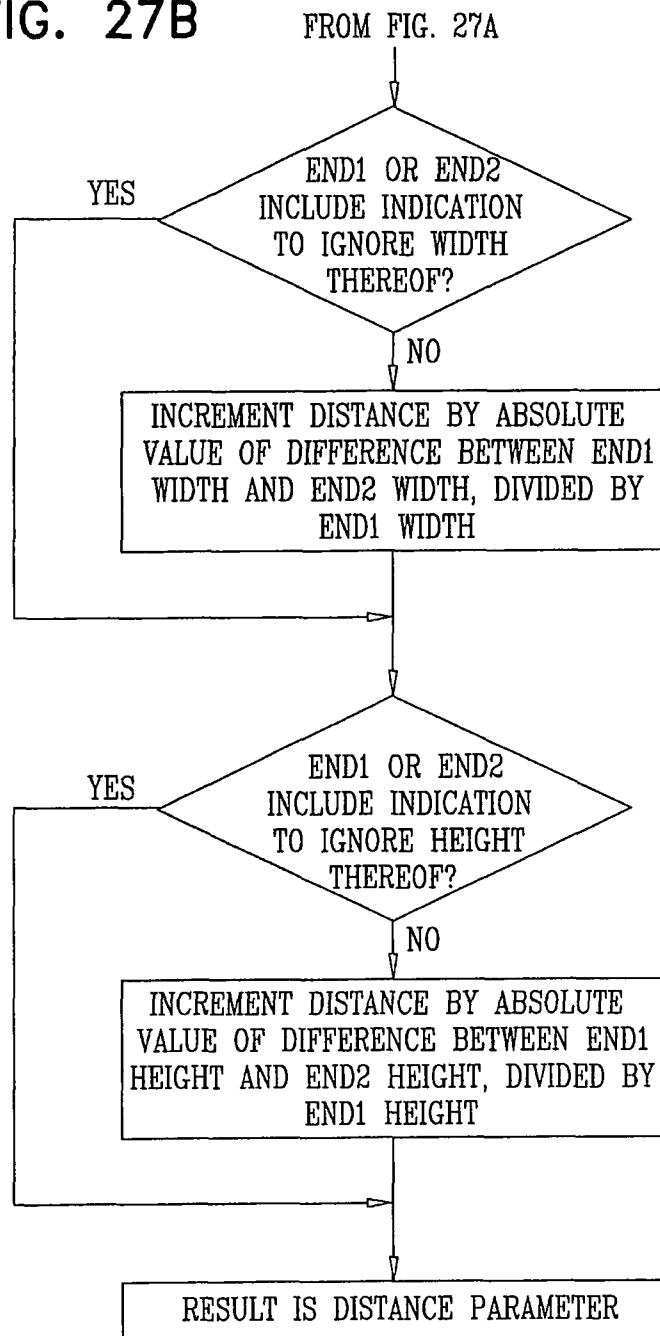 FIG. 27B
FROM FIG. 27A
END1 OR END2
INCLUDE INDICATION
TO IGNORE WIDTH
THEREOF?
YES
NO
INCREMENT DISTANCE BY ABSOLUTE
VALUE OF DIFFERENCE BETWEEN END1
WIDTH AND END2 WIDTH, DIVIDED BY
END1 WIDTH
END1 OR END2
INCLUDE INDICATION
TO IGNORE HEIGHT
THEREOF?
YES
NO
INCREMENT DISTANCE BY ABSOLUTE
VALUE OF DIFFERENCE BETWEEN END1
HEIGHT AND END2 HEIGHT, DIVIDED BY
END1 HEIGHT
RESULT IS DISTANCE PARAMETER